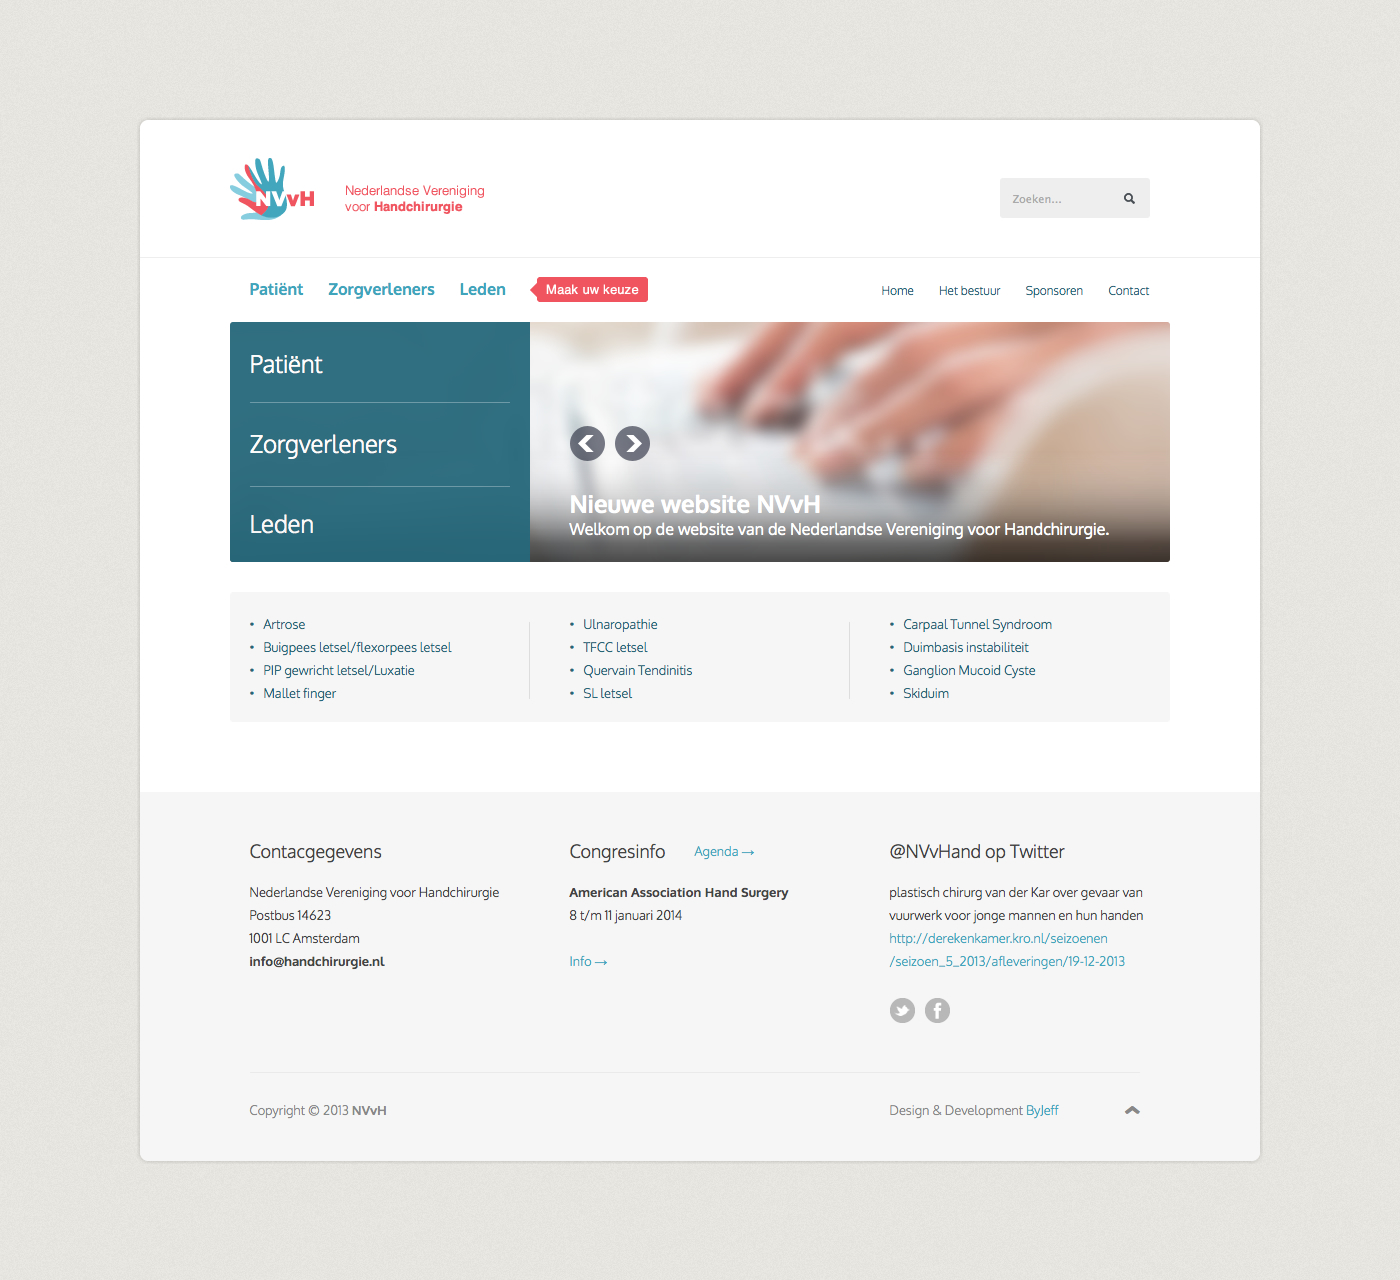 NVvH
Nederlandse Vereniging
voor Handchirurgie
Zoeken...
Patiënt
Zorgverleners
Leden
Maak uw keuze
Home
Het bestuur
Sponsoren
Contact
Patiënt
Zorgverleners
Leden
Nieuwe website NVvH
Welkom op de website van de Nederlandse Vereniging voor Handchirurgie.
• Artrose
• Buigpees letsel/flexorpees letsel
• PIP gewricht letsel/Luxatie
• Mallet finger
• Ulnaropathie
• TFCC letsel
• Quervain Tendinitis
• SL letsel
• Carpaal Tunnel Syndroom
• Duimbasis instabiliteit
• Ganglion Mucoid Cyste
• Skiduim
Contacgegevens
Nederlandse Vereniging voor Handchirurgie
Postbus 14623
1001 LC Amsterdam
info@handchirurgie.nl
Congresinfo
Agenda →
American Association Hand Surgery
8 t/m 11 januari 2014
Info →
@NVvHand op Twitter
plastisch chirurg van der Kar over gevaar van
vuurwerk voor jonge mannen en hun handen
http://derekenkamer.kro.nl/seizoenen
/seizoen_5_2013/afleveringen/19-12-2013
Copyright © 2013 NVvH
Design & Development ByJeff